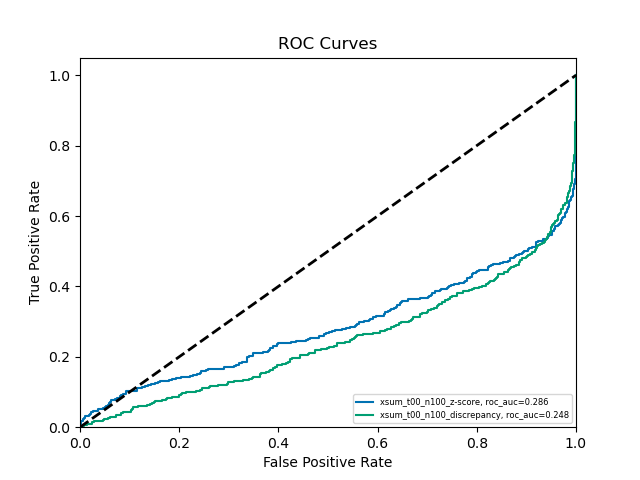 ROC Curves
1.0
0.8
0.6
0.4
0.2
0.0
True Positive Rate
xsum_t00_n100_z-score, roc_auc=0.286
xsum_t00_n100_discrepancy, roc_auc=0.248
0.0 0.2 0.4 0.6 0.8 1.0
False Positive Rate